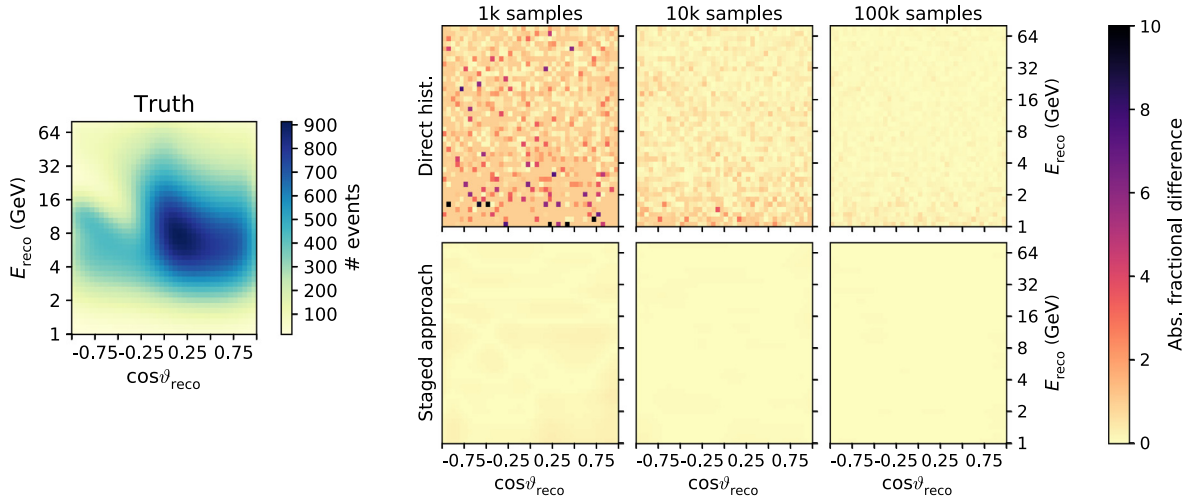 Truth
64
32
16
8
4
2
1
E_reco (GeV)
-0.75 -0.25 0.25 0.75
cosϑ_reco
900
800
700
600
500
400
300
200
100
# events
1k samples 10k samples 100k samples
Direct hist.
64
32
16
8
4
2
1
E_reco (GeV)
Staged approach
64
32
16
8
4
2
1
E_reco (GeV)
-0.75 -0.25 0.25 0.75 -0.75 -0.25 0.25 0.75 -0.75 -0.25 0.25 0.75
cosϑ_reco cosϑ_reco cosϑ_reco
10
8
6
4
2
0
Abs. fractional difference